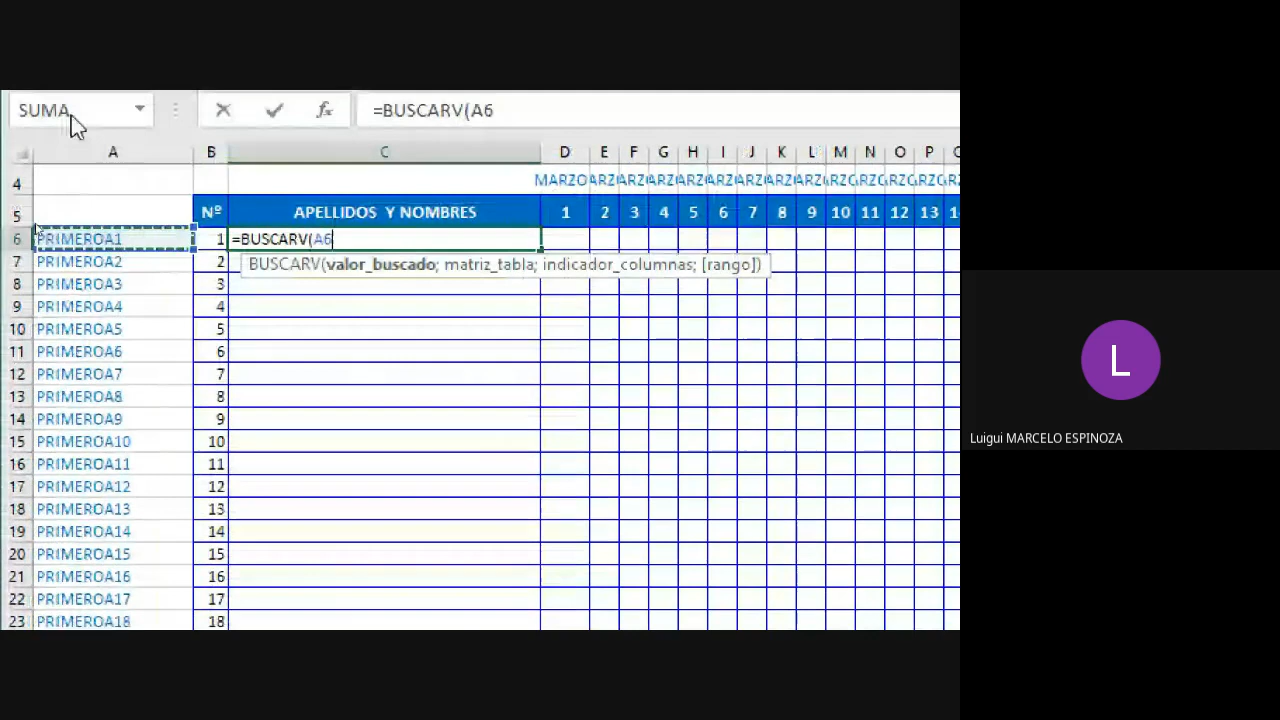 SUMA =BUSCARV(A6
A B C D E F G H I J K L M N O P
4 MARZO
5 Nº APELLIDOS Y NOMBRES 1 2 3 4 5 6 7 8 9 10 11 12 13
6 PRIMEROA1 1 =BUSCARV(A6
BUSCARV(valor_buscado; matriz_tabla; indicador_columnas; [rango])
7 PRIMEROA2 2
8 PRIMEROA3 3
9 PRIMEROA4 4
10 PRIMEROA5 5
11 PRIMEROA6 6
12 PRIMEROA7 7
13 PRIMEROA8 8
14 PRIMEROA9 9
15 PRIMEROA10 10
16 PRIMEROA11 11
17 PRIMEROA12 12
18 PRIMEROA13 13
19 PRIMEROA14 14
20 PRIMEROA15 15
21 PRIMEROA16 16
22 PRIMEROA17 17
23 PRIMEROA18 18
L
Luigui MARCELO ESPINOZA